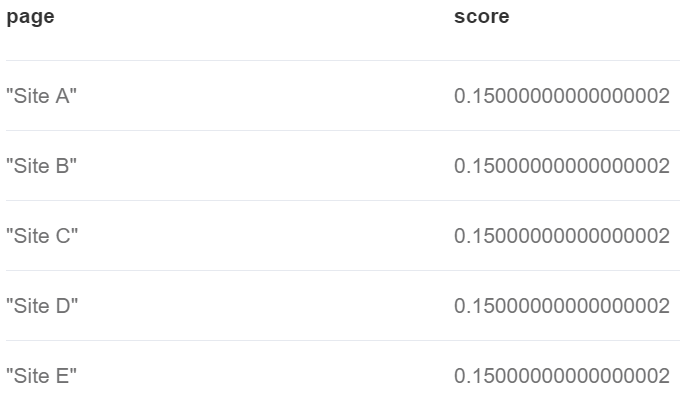 page score
"Site A" 0.15000000000000002
"Site B" 0.15000000000000002
"Site C" 0.15000000000000002
"Site D" 0.15000000000000002
"Site E" 0.15000000000000002